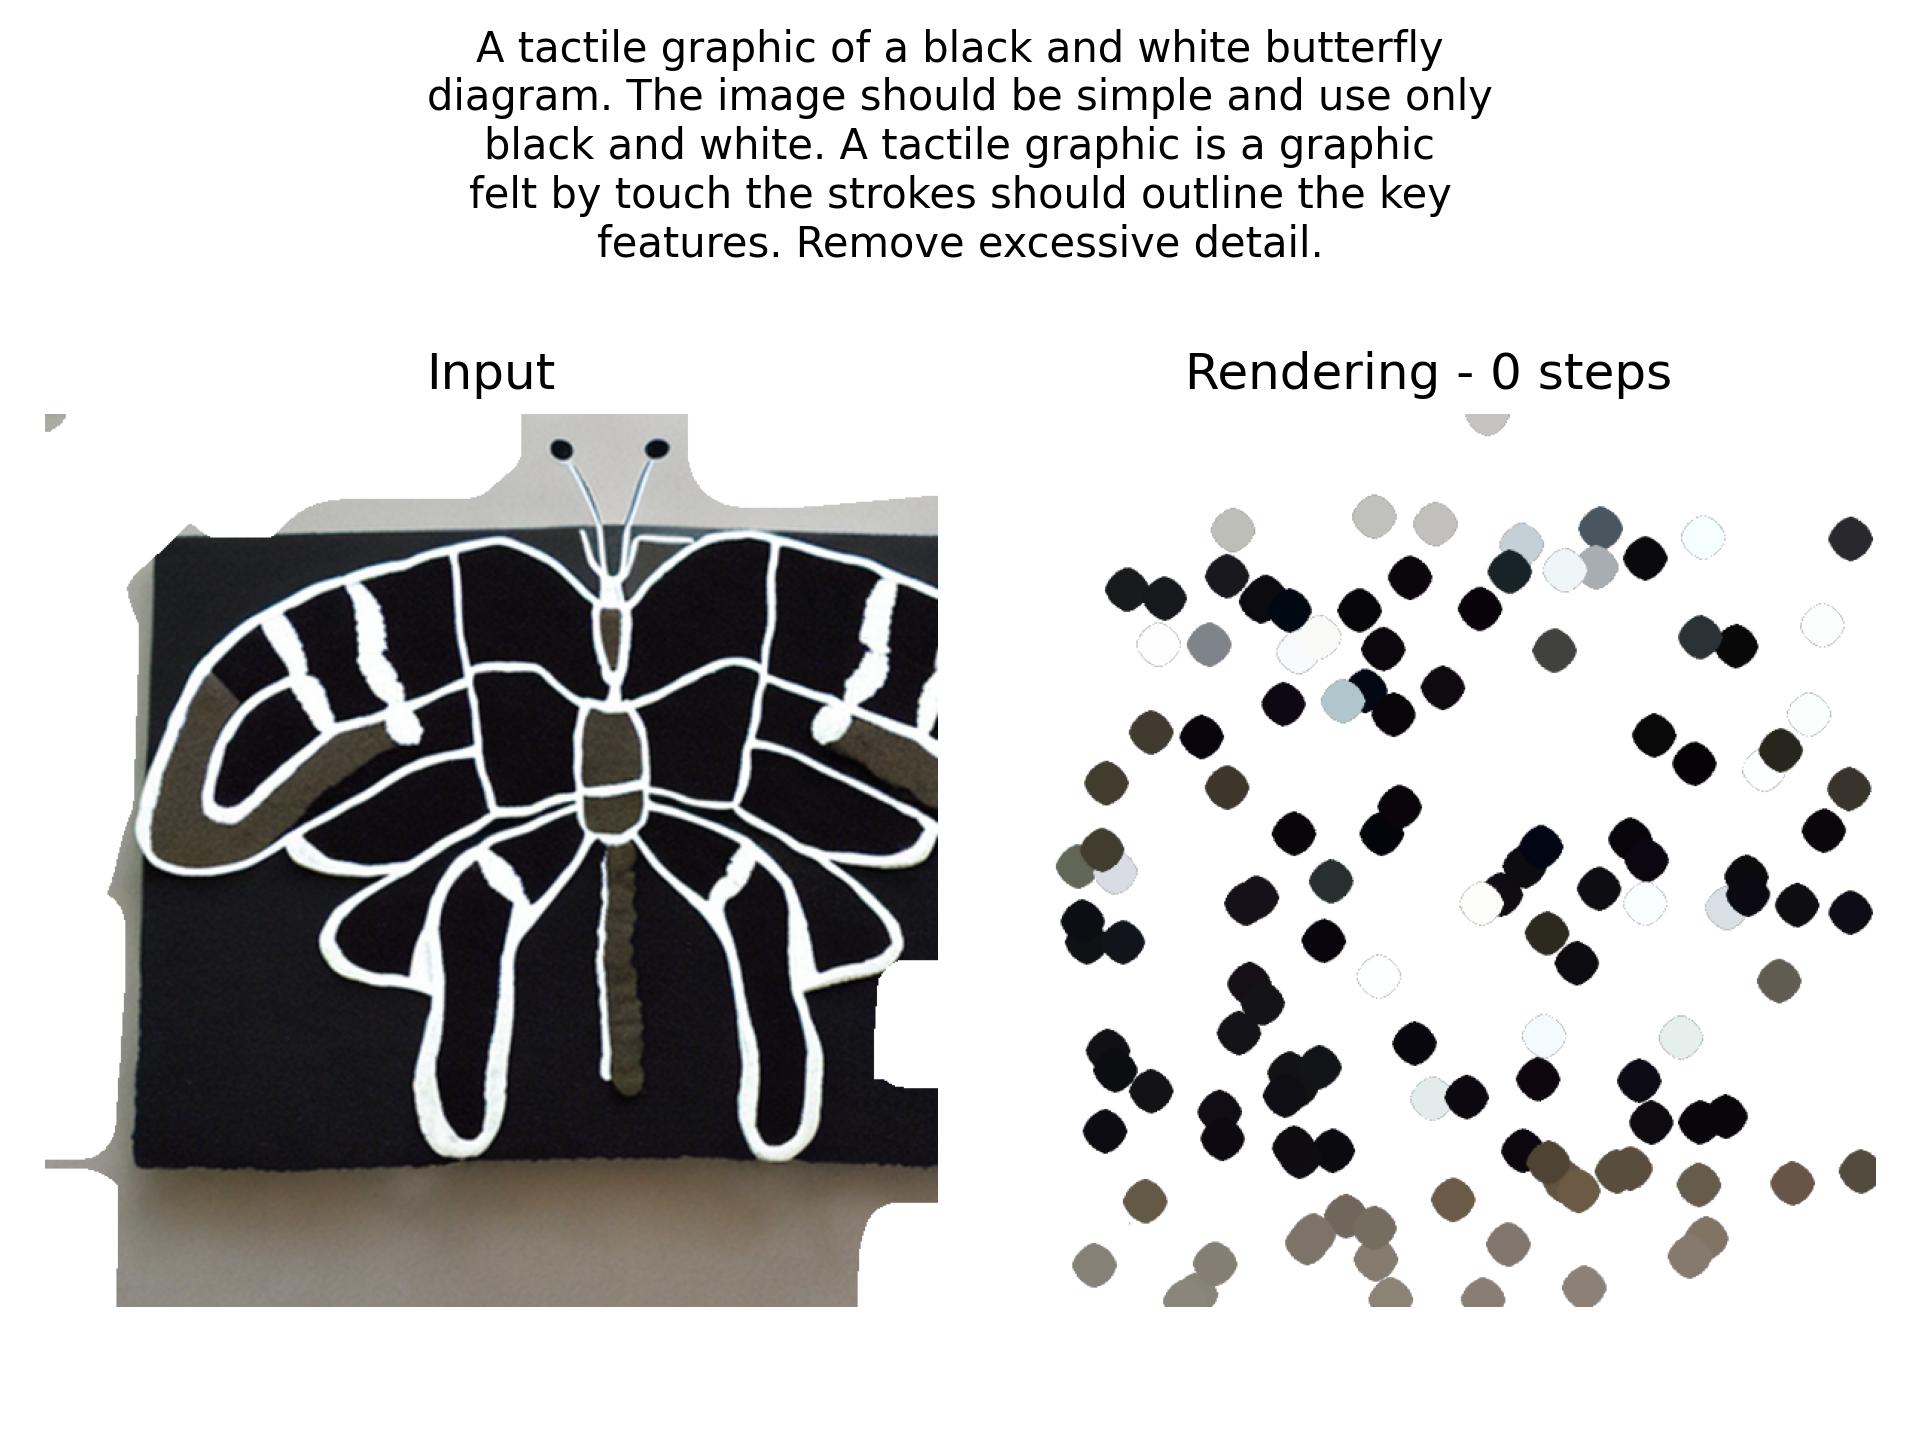 A tactile graphic of a black and white butterfly
diagram. The image should be simple and use only
black and white. A tactile graphic is a graphic
felt by touch the strokes should outline the key
features. Remove excessive detail.
Input
Rendering - 0 steps